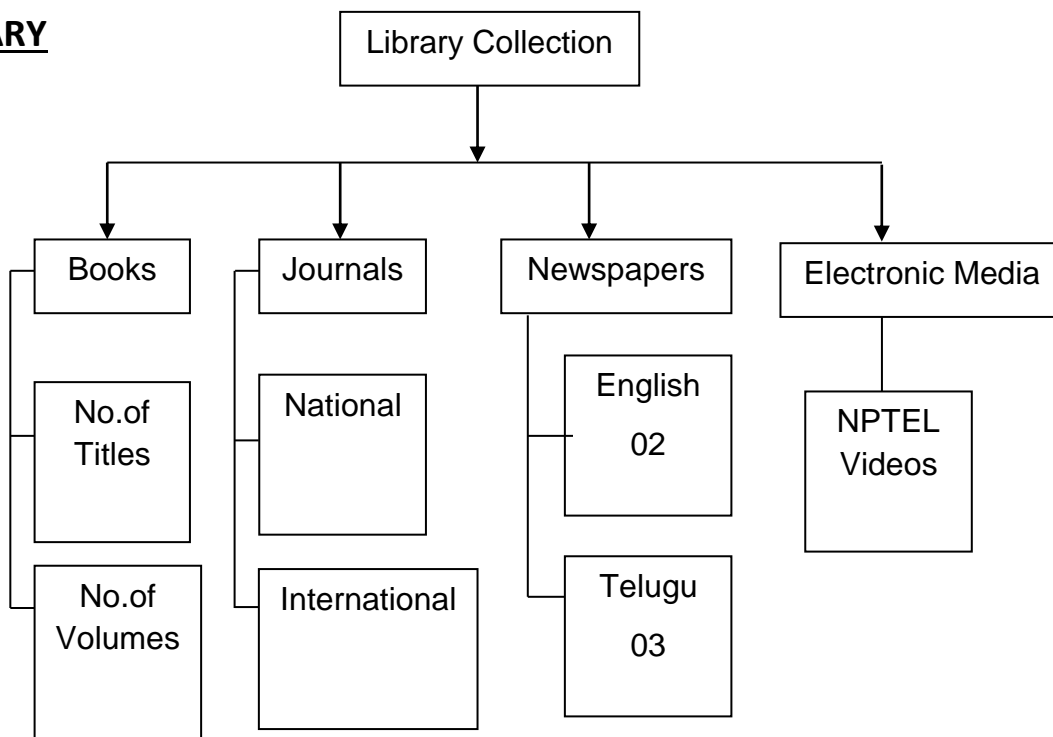 ARY
Library Collection
Books
Journals
Newspapers
Electronic Media
No.of
Titles
National
English
02
NPTEL
Videos
No.of
Volumes
International
Telugu
03